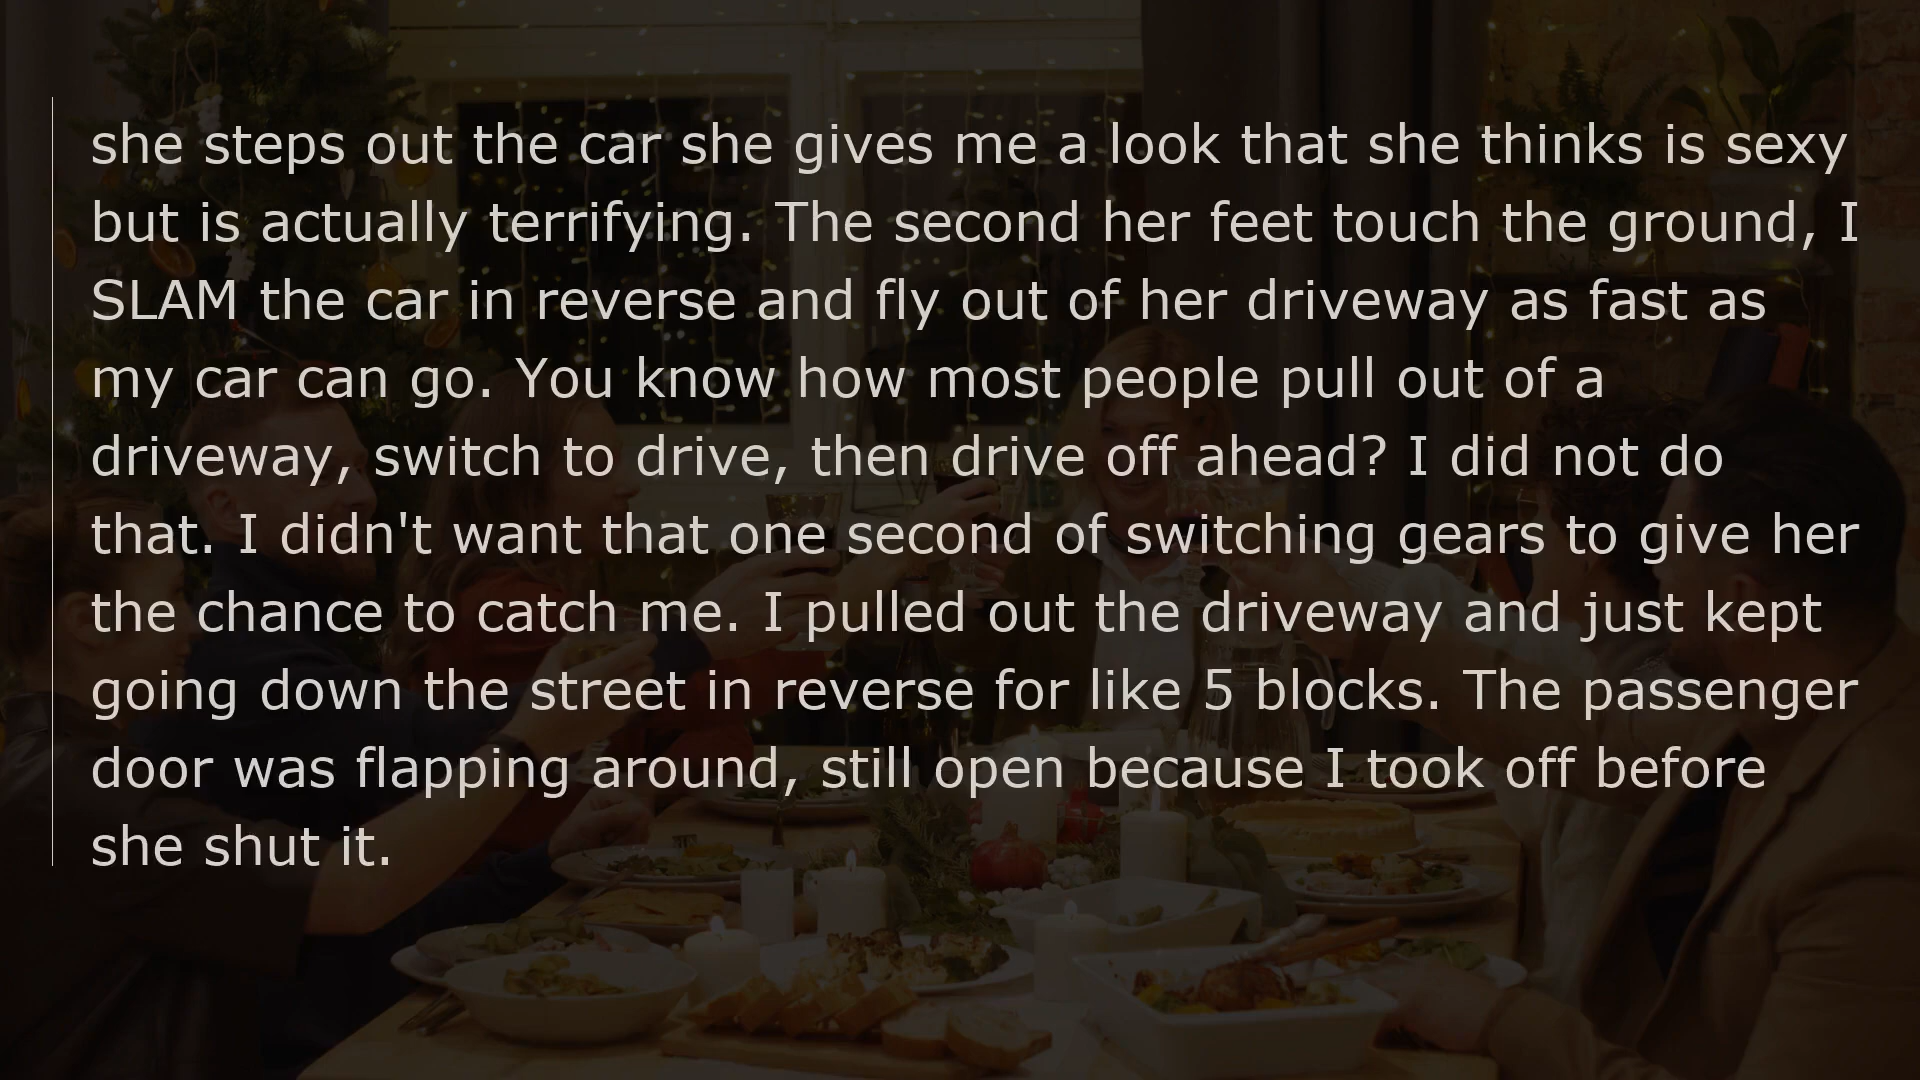 she steps out the car she gives me a look that she thinks is sexy
but is actually terrifying. The second her feet touch the ground, I
SLAM the car in reverse and fly out of her driveway as fast as
my car can go. You know how most people pull out of a
driveway, switch to drive, then drive off ahead? I did not do
that. I didn't want that one second of switching gears to give her
the chance to catch me. I pulled out the driveway and just kept
going down the street in reverse for like 5 blocks. The passenger
door was flapping around, still open because I took off before
she shut it.